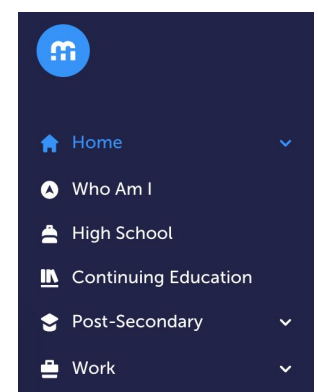 m
Home
Who Am I
High School
Continuing Education
Post-Secondary
Work